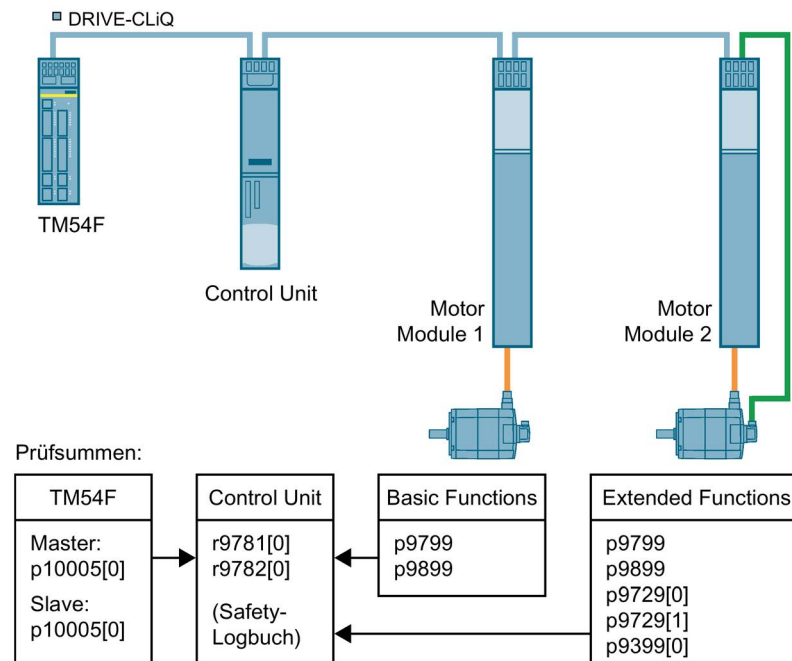 DRIVE-CLiQ
TM54F
Control Unit
Motor
Module 1
Motor
Module 2
Prüfsummen:
TM54F
Master:
p10005[0]
Slave:
p10005[0]
Control Unit
r9781[0]
r9782[0]
(Safety-
Logbuch)
Basic Functions
p9799
p9899
Extended Functions
p9799
p9899
p9729[0]
p9729[1]
p9399[0]